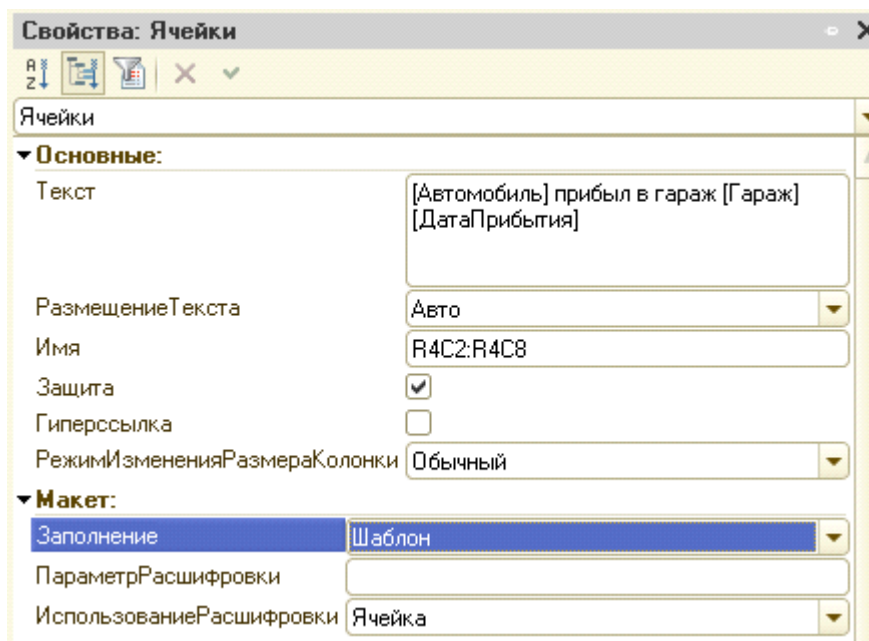 Свойства: Ячейки
Ячейки
Основные:
Текст [Автомобиль] прибыл в гараж [Гараж]
[ДатаПрибытия]
РазмещениеТекста Авто
Имя R4C2:R4C8
Защита
Гиперссылка
РежимИзмененияРазмераКолонки Обычный
Макет:
Заполнение Шаблон
ПараметрРасшифровки
ИспользованиеРасшифровки Ячейка